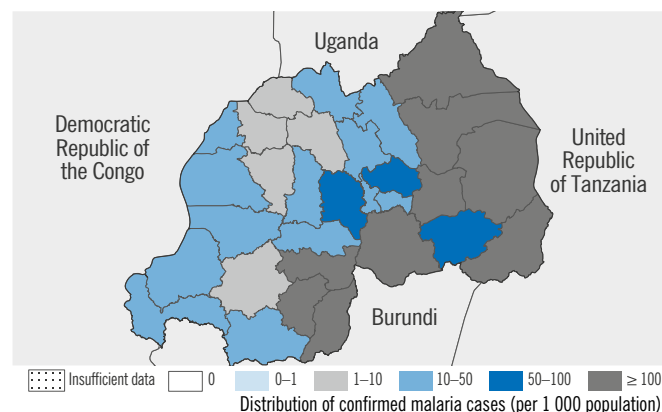 Uganda
Democratic
Republic of
the Congo
United
Republic
of Tanzania
Burundi
Insufficient data 0 0–1 1–10 10–50 50–100 ≥ 100
Distribution of confirmed malaria cases (per 1 000 population)